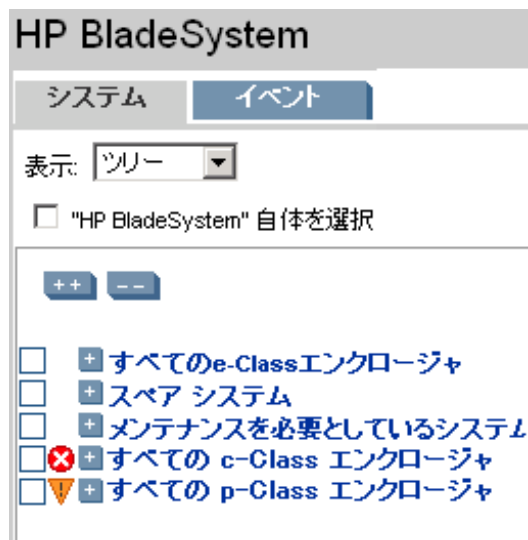 HP BladeSystem
システム イベント
表示: ツリー
"HP BladeSystem" 自体を選択
++ --
+ すべてのe-Classエンクロージャ
+ スペア システム
+ メンテナンスを必要としているシステム
+ すべての c-Class エンクロージャ
+ すべての p-Class エンクロージャ